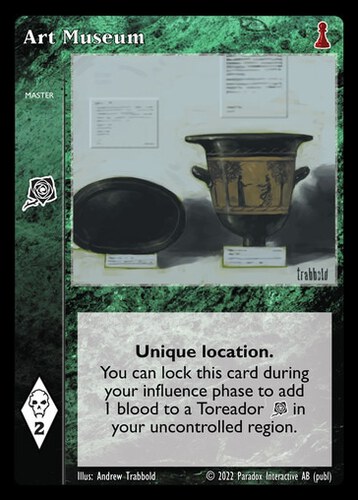 Art Museum
MASTER
trabbold
Unique location.
You can lock this card during
your influence phase to add
1 blood to a Toreador in
your uncontrolled region.
2
Illus: Andrew Trabbold © 2022 Paradox Interactive AB (publ)